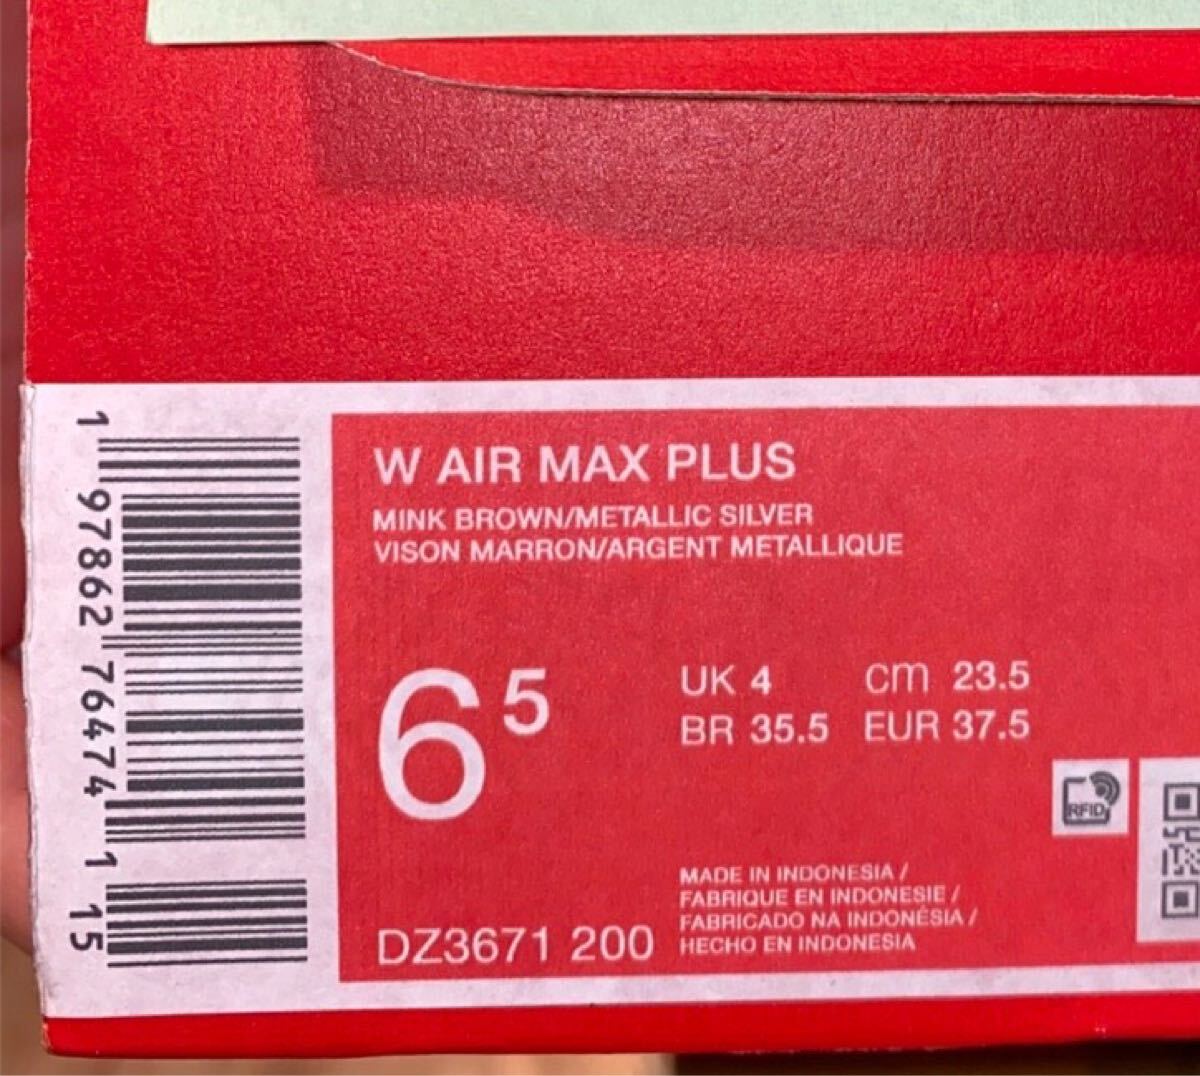 W AIR MAX PLUS
MINK BROWN/METALLIC SILVER
VISON MARRON/ARGENT METALLIQUE
6 5
UK 4 cm 23.5
BR 35.5 EUR 37.5
RFID
MADE IN INDONESIA /
FABRIQUE EN INDONESIE /
FABRICADO NA INDONÉSIA /
HECHO EN INDONESIA
DZ3671 200
1 97862 76474 1 15